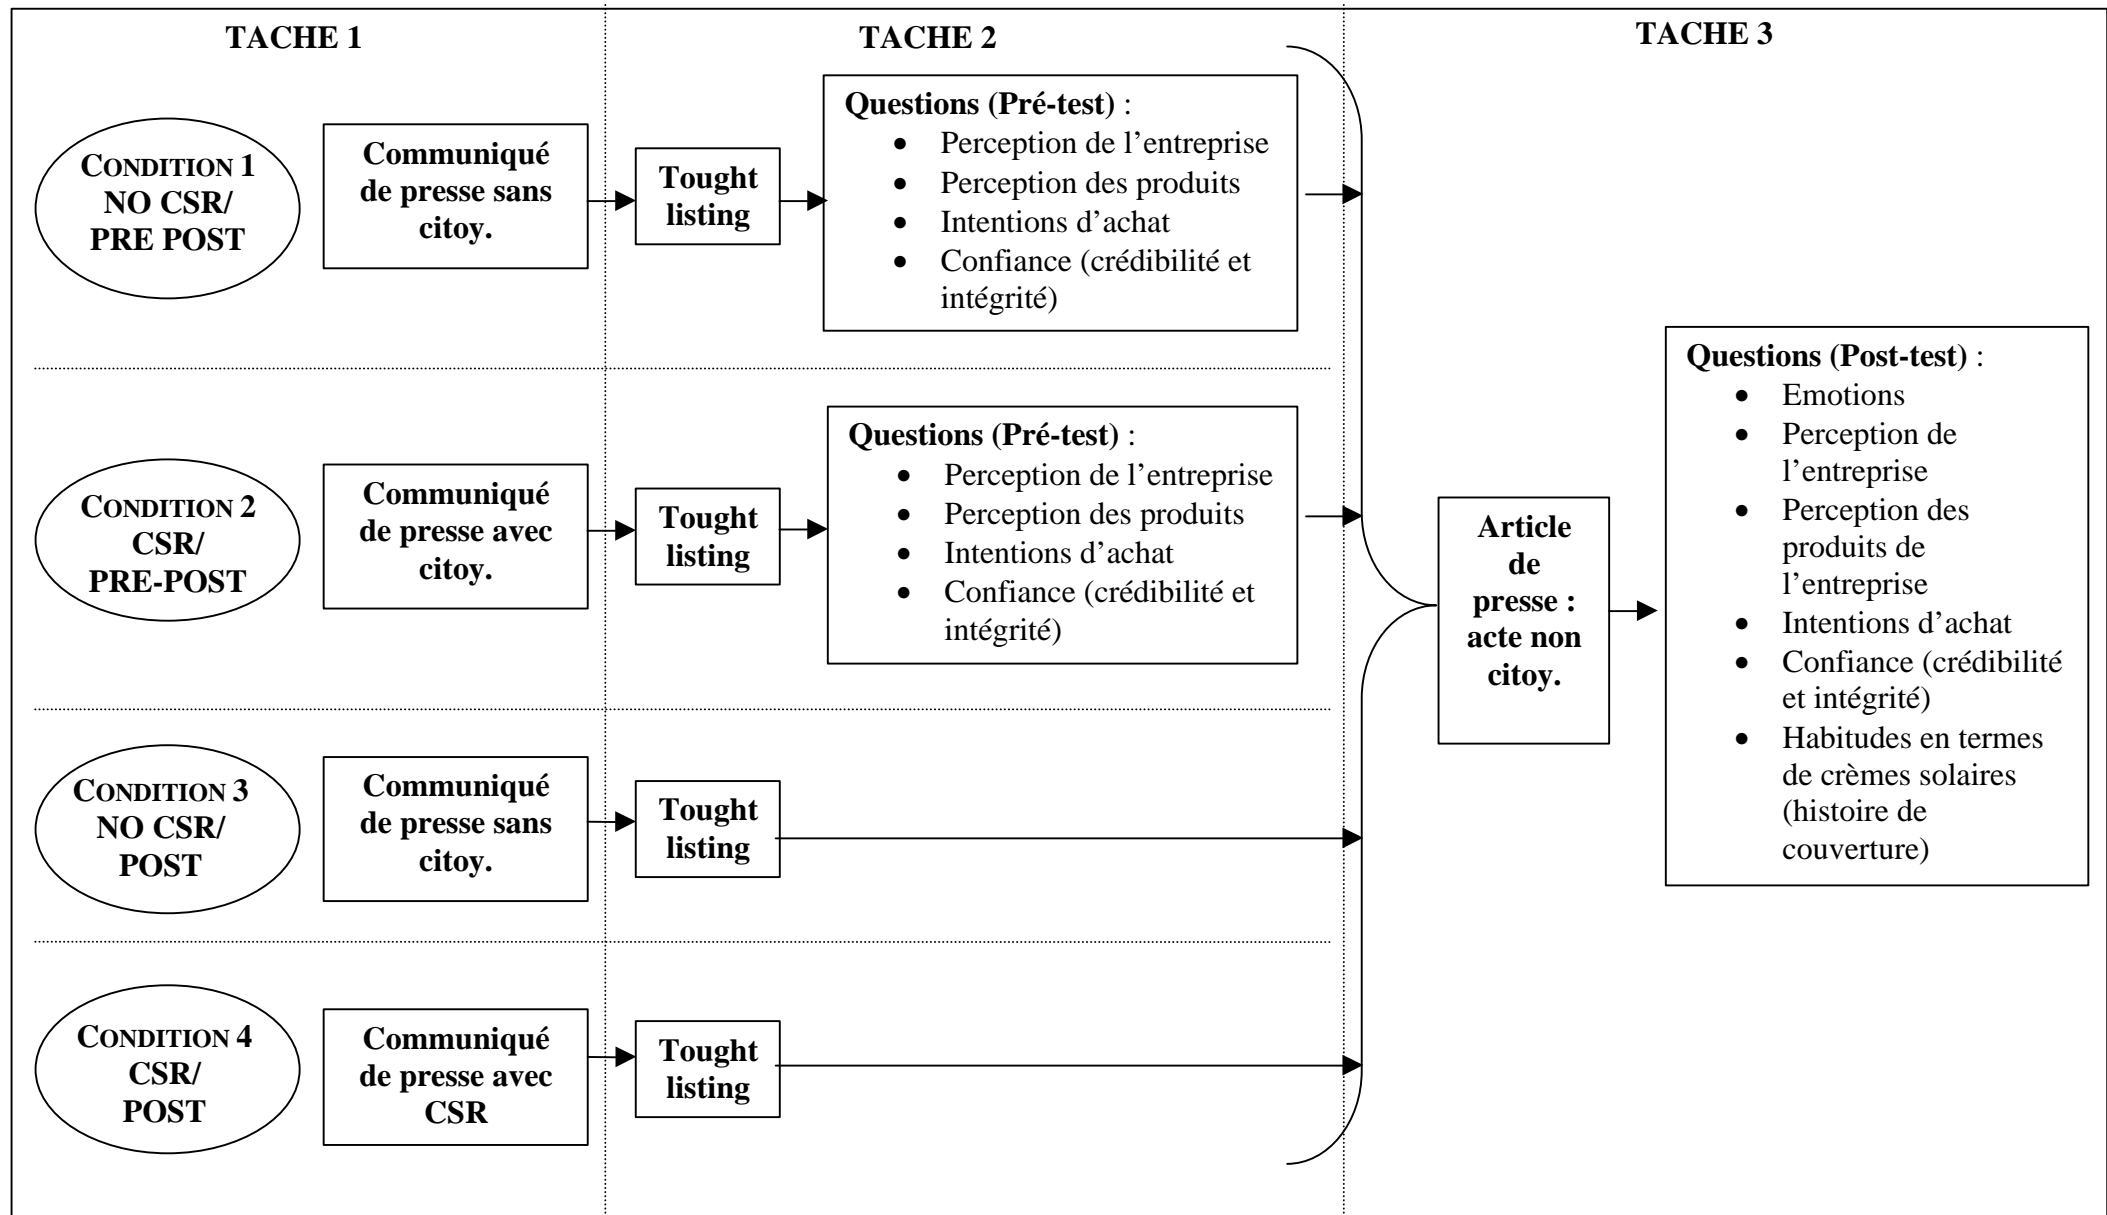 TACHE 1
TACHE 2
TACHE 3
CONDITION 1
NO CSR/
PRE POST
Communiqué
de presse sans
citoy.
Tought
listing
Questions (Pré-test) :
• Perception de l’entreprise
• Perception des produits
• Intentions d’achat
• Confiance (crédibilité et
intégrité)
CONDITION 2
CSR/
PRE-POST
Communiqué
de presse avec
citoy.
Tought
listing
Questions (Pré-test) :
• Perception de l’entreprise
• Perception des produits
• Intentions d’achat
• Confiance (crédibilité et
intégrité)
CONDITION 3
NO CSR/
POST
Communiqué
de presse sans
citoy.
Tought
listing
CONDITION 4
CSR/
POST
Communiqué
de presse avec
CSR
Tought
listing
Article
de
presse :
acte non
citoy.
Questions (Post-test) :
• Emotions
• Perception de
l’entreprise
• Perception des
produits de
l’entreprise
• Intentions d’achat
• Confiance (crédibilité
et intégrité)
• Habitudes en termes
de crèmes solaires
(histoire de
couverture)